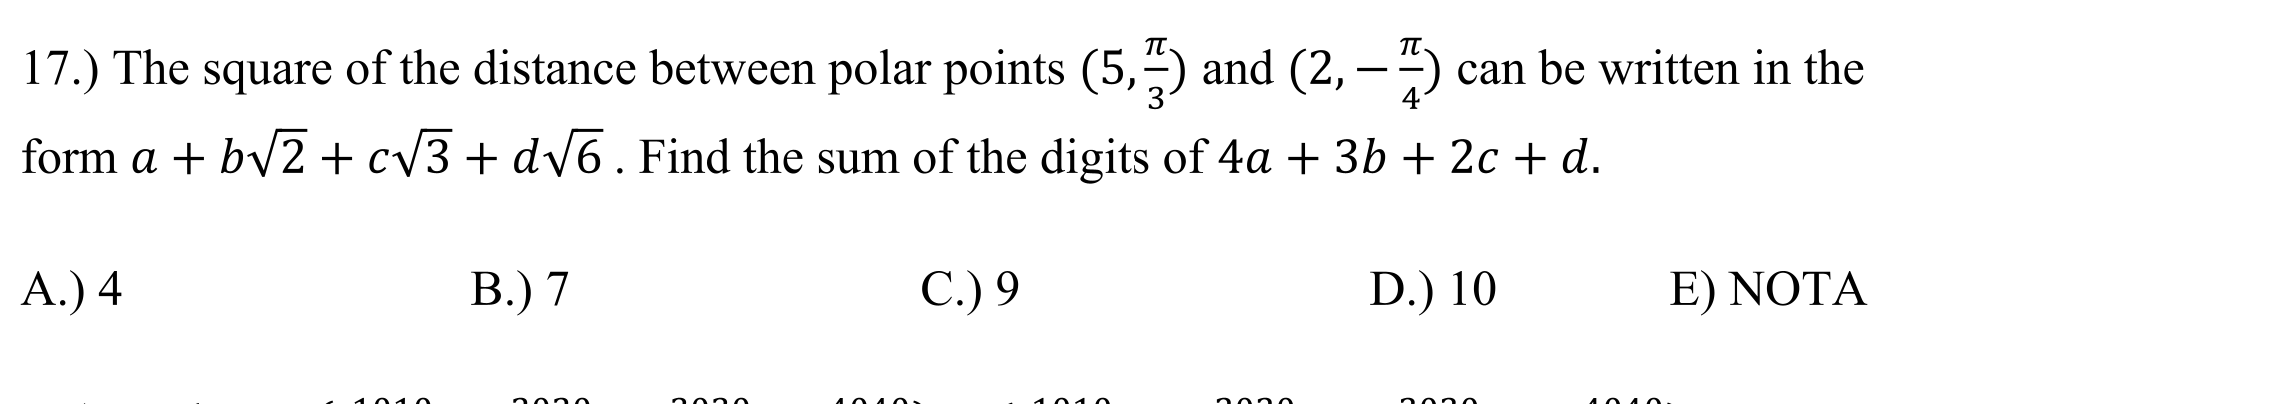 17.) The square of the distance between polar points (5, π/3) and (2, −π/4) can be written in the
form a + b√2 + c√3 + d√6 . Find the sum of the digits of 4a + 3b + 2c + d.
A.) 4 B.) 7 C.) 9 D.) 10 E) NOTA